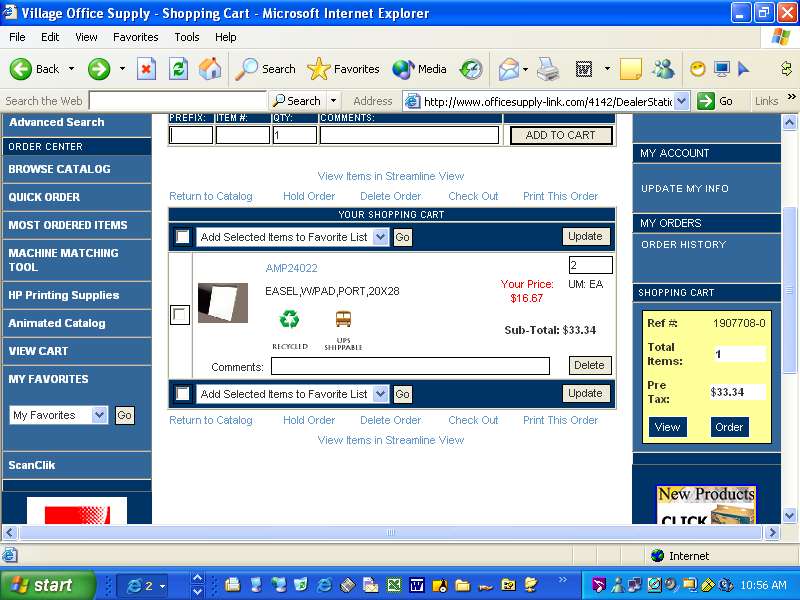 Village Office Supply - Shopping Cart - Microsoft Internet Explorer
File Edit View Favorites Tools Help
Back Search Favorites Media
Search the Web Search Address http://www.officesupply-link.com/4142/DealerStatic Go Links »
Advanced Search
ORDER CENTER
BROWSE CATALOG
QUICK ORDER
MOST ORDERED ITEMS
MACHINE MATCHING
TOOL
HP Printing Supplies
Animated Catalog
VIEW CART
MY FAVORITES
My Favorites Go
ScanClik
PREFIX: ITEM #: QTY: COMMENTS:
1 ADD TO CART
View Items in Streamline View
Return to Catalog Hold Order Delete Order Check Out Print This Order
YOUR SHOPPING CART
Add Selected Items to Favorite List Go Update
AMP24022
EASEL,W/PAD,PORT,20X28
RECYCLED
UPS
SHIPPABLE
Your Price:
$16.67
2
UM: EA
Sub-Total: $33.34
Comments: Delete
Add Selected Items to Favorite List Go Update
Return to Catalog Hold Order Delete Order Check Out Print This Order
View Items in Streamline View
MY ACCOUNT
UPDATE MY INFO
MY ORDERS
ORDER HISTORY
SHOPPING CART
Ref #: 1907708-0
Total
Items: 1
Pre
Tax: $33.34
View Order
New Products
CLICK
Internet
start 2 » 10:56 AM